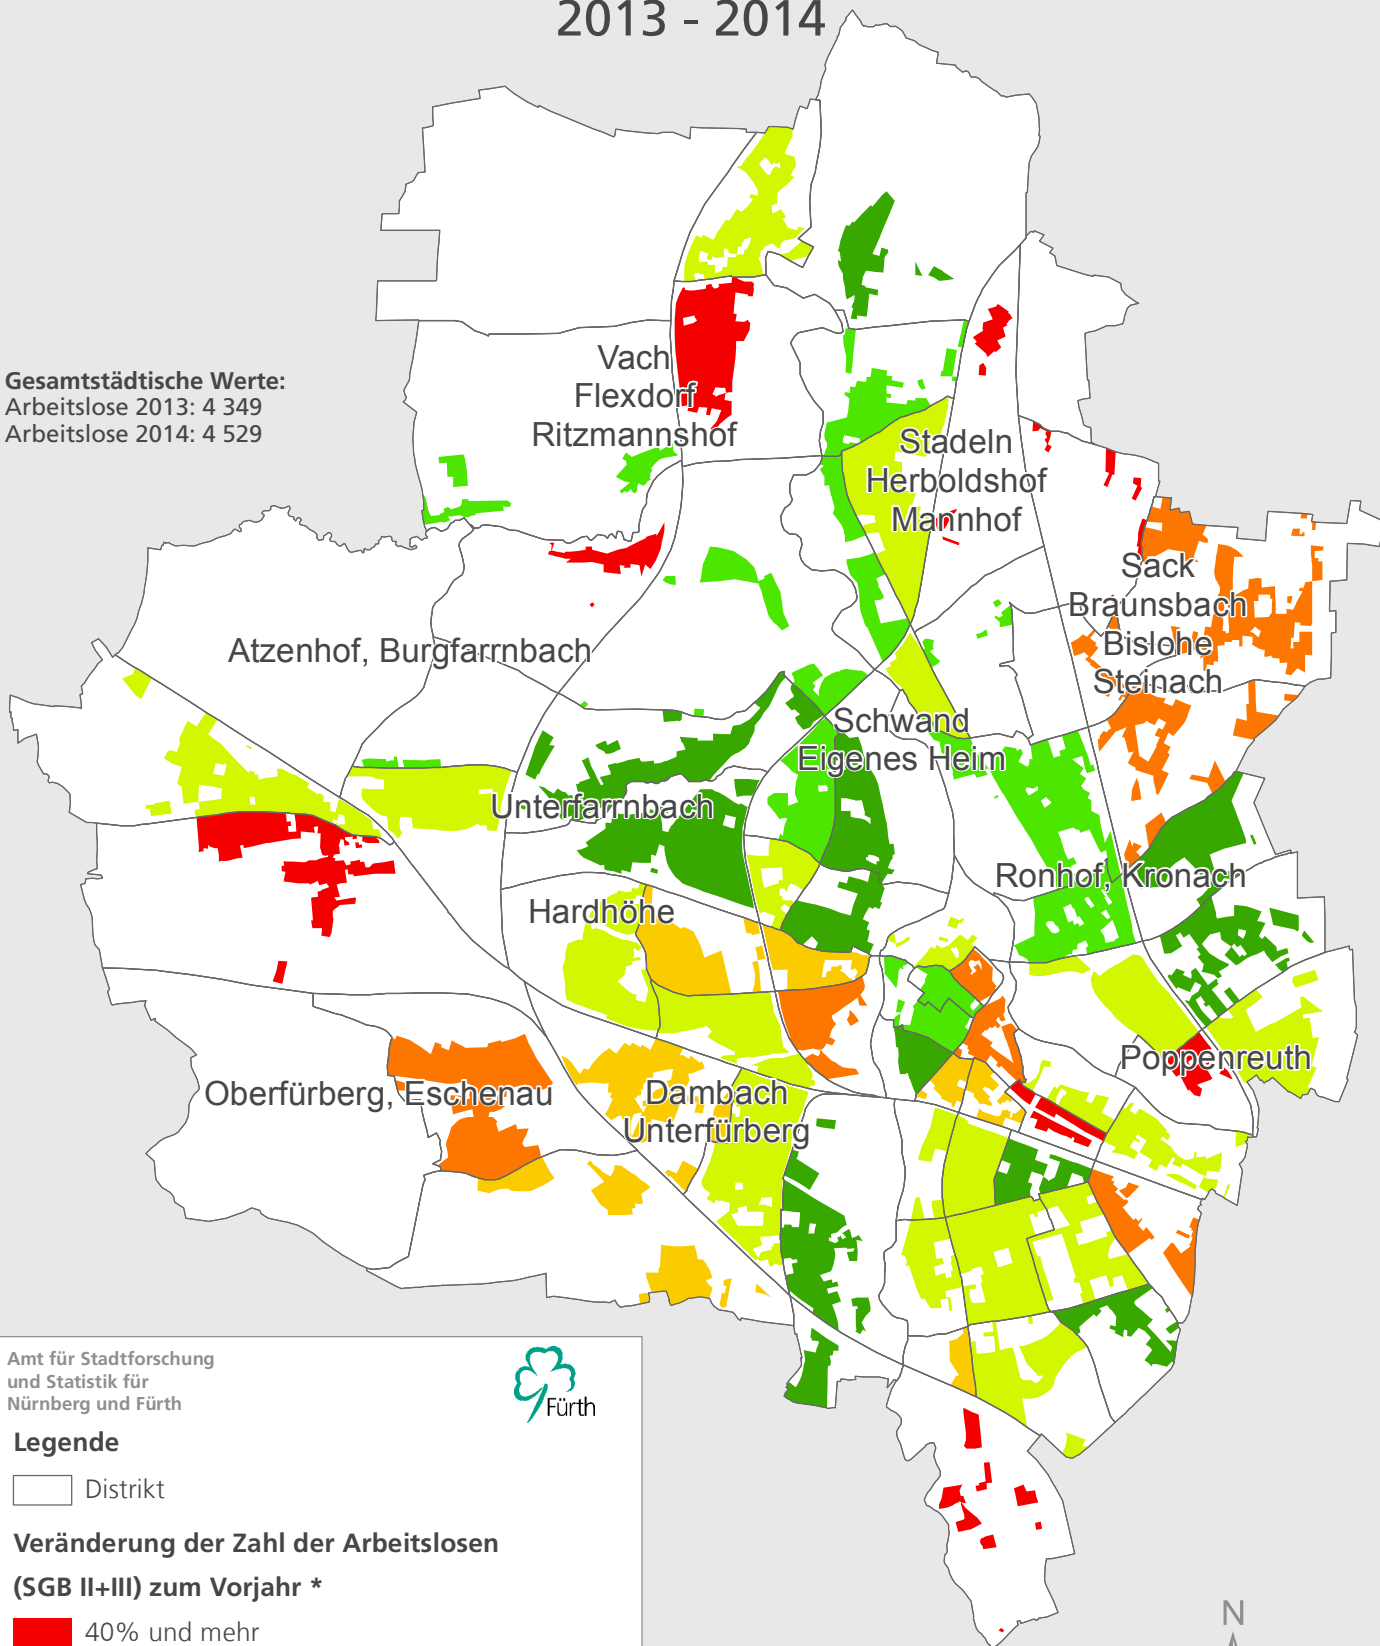 2013 - 2014
Gesamtstädtische Werte:
Arbeitslose 2013: 4 349
Arbeitslose 2014: 4 529
Vach
Flexdorf
Ritzmannshof
Stadeln
Herboldshof
Mannhof
Sack
Braunsbach
Bislohe
Steinach
Atzenhof, Burgfarrnbach
Schwand
Eigenes Heim
Unterfarrnbach
Ronhof, Kronach
Hardhöhe
Poppenreuth
Oberfürberg, Eschenau
Dambach
Unterfürberg
Amt für Stadtforschung
und Statistik für
Nürnberg und Fürth
Fürth
Legende
Distrikt
Veränderung der Zahl der Arbeitslosen
(SGB II+III) zum Vorjahr *
40% und mehr
N